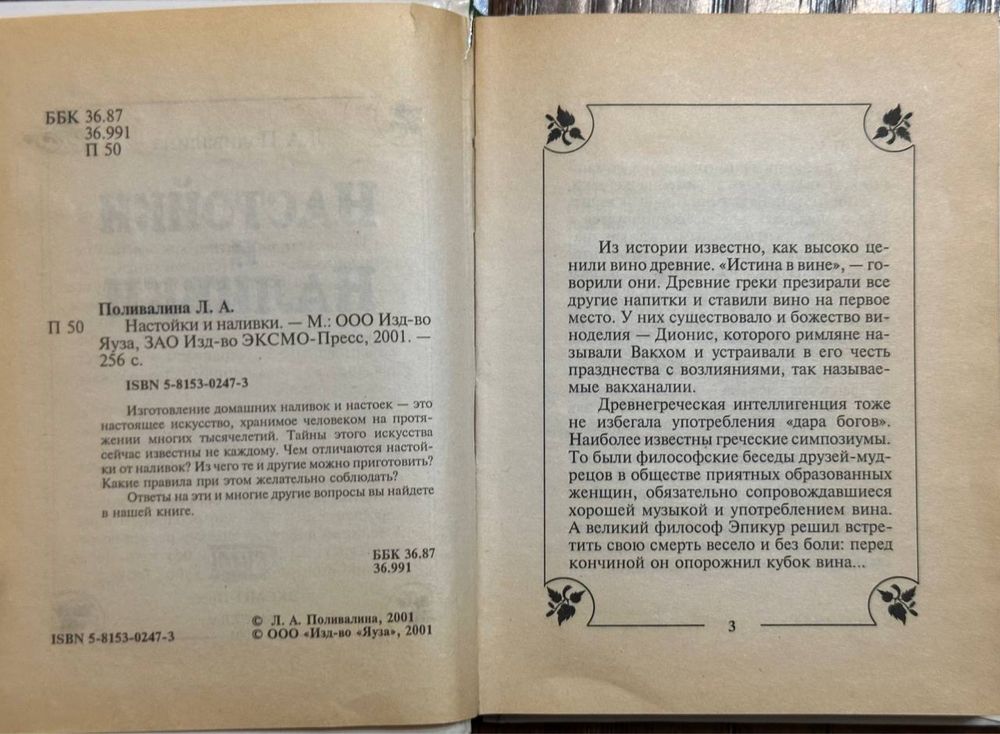 ББК 36.87
36.991
П 50
Поливалина Л. А.
П 50 Настойки и наливки. — М.: ООО Изд-во
Яуза, ЗАО Изд-во ЭКСМО-Пресс, 2001. —
256 с.
ISBN 5-8153-0247-3
Изготовление домашних наливок и настоек — это
настоящее искусство, хранимое человеком на протя-
жении многих тысячелетий. Тайны этого искусства
сейчас известны не каждому. Чем отличаются настой-
ки от наливок? Из чего те и другие можно приготовить?
Какие правила при этом желательно соблюдать?
Ответы на эти и многие другие вопросы вы найдете
в нашей книге.
ББК 36.87
36.991
© Л. А. Поливалина, 2001
ISBN 5-8153-0247-3 © ООО «Изд-во «Яуза», 2001
Из истории известно, как высоко це-
нили вино древние. «Истина в вине», — го-
ворили они. Древние греки презирали все
другие напитки и ставили вино на первое
место. У них существовало и божество ви-
ноделия — Дионис, которого римляне на-
зывали Вакхом и устраивали в его честь
празднества с возлияниями, так называе-
мые вакханалии.
Древнегреческая интеллигенция тоже
не избегала употребления «дара богов».
Наиболее известны греческие симпозиумы.
То были философские беседы друзей-муд-
рецов в обществе приятных образованных
женщин, обязательно сопровождавшиеся
хорошей музыкой и употреблением вина.
А великий философ Эпикур решил встре-
тить свою смерть весело и без боли: перед
кончиной он опорожнил кубок вина...
3